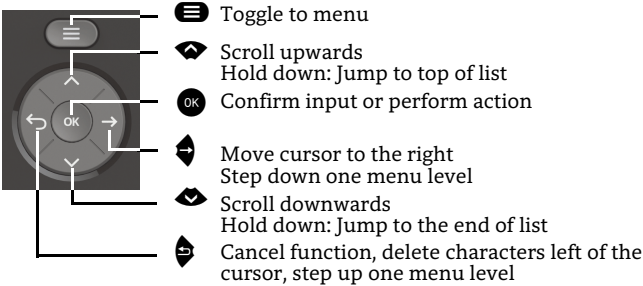 Toggle to menu
Scroll upwards
Hold down: Jump to top of list
OK Confirm input or perform action
OK
Move cursor to the right
Step down one menu level
Scroll downwards
Hold down: Jump to the end of list
Cancel function, delete characters left of the
cursor, step up one menu level